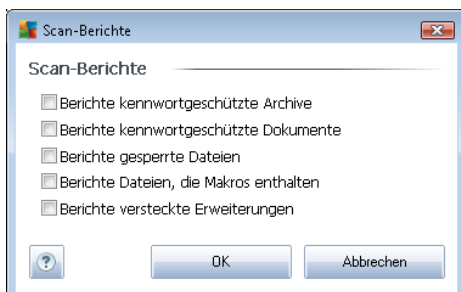 Scan-Berichte
Scan-Berichte
Berichte kennwortgeschützte Archive
Berichte kennwortgeschützte Dokumente
Berichte gesperrte Dateien
Berichte Dateien, die Makros enthalten
Berichte versteckte Erweiterungen
? OK Abbrechen